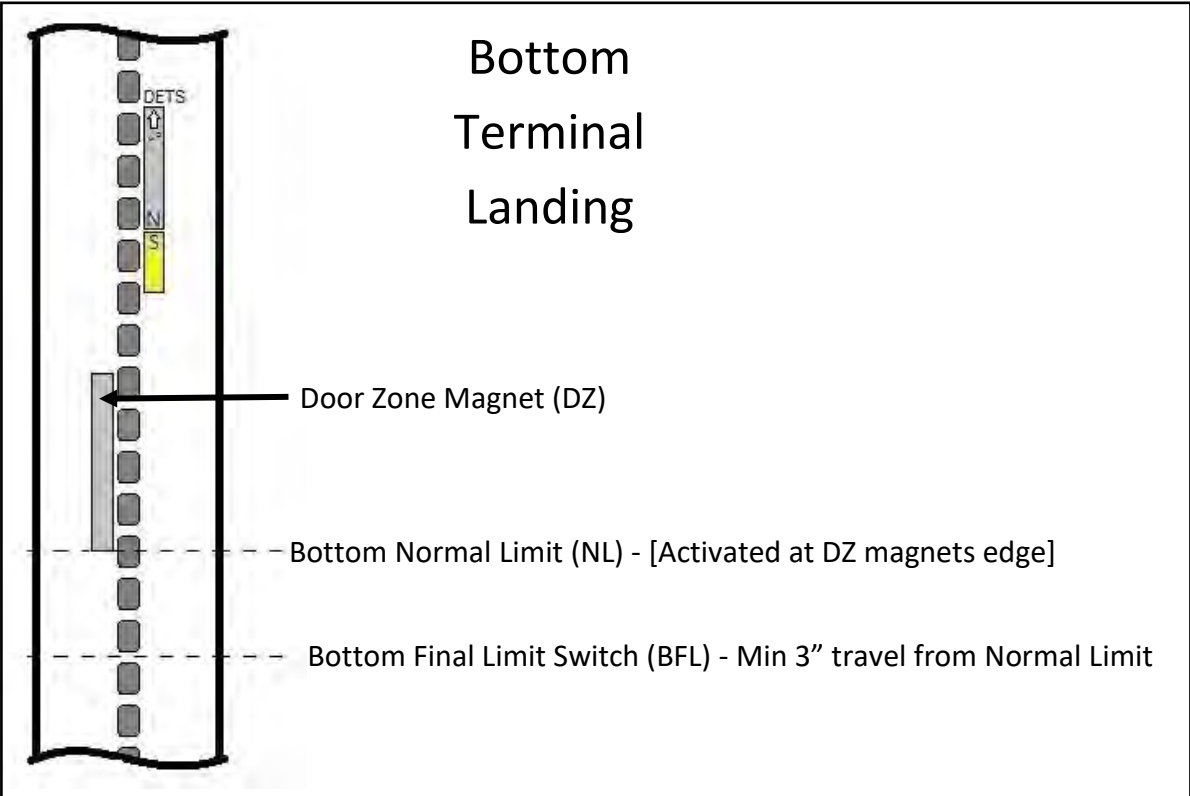 Bottom
Terminal
Landing
DETS
N
S
Door Zone Magnet (DZ)
Bottom Normal Limit (NL) - [Activated at DZ magnets edge]
Bottom Final Limit Switch (BFL) - Min 3” travel from Normal Limit